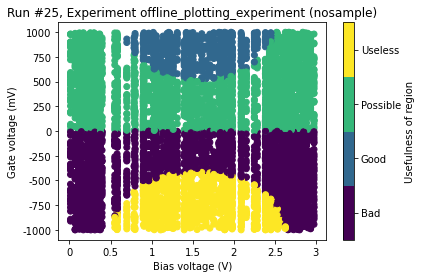 Run #25, Experiment offline_plotting_experiment (nosample)
1000
750
500
250
0
-250
-500
-750
-1000
Gate voltage (mV)
0
0.5
1
1.5
2
2.5
3
Bias voltage (V)
Useless
Possible
Good
Bad
Usefulness of region